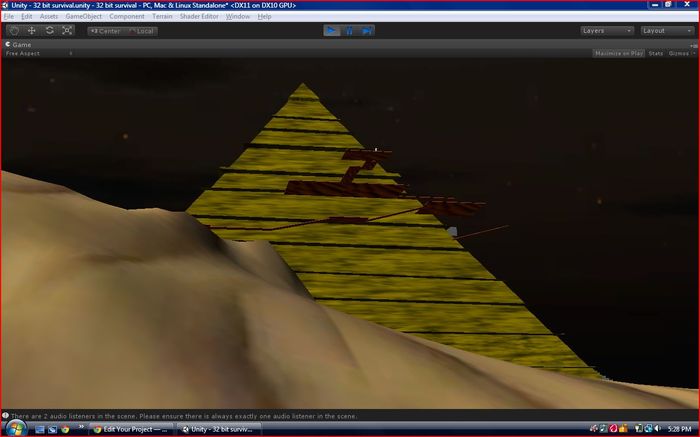 Unity - 32 bit survival.unity - 32 bit survival - PC, Mac & Linux Standalone* <DX11 on DX10 GPU>
File Edit Assets GameObject Component Terrain Shader Editor Window Help
Center Local Layers Layout
Game
Free Aspect Maximize on Play Stats Gizmos
There are 2 audio listeners in the scene. Please ensure there is always exactly one audio listener in the scene.
Edit Your Project — ... Unity - 32 bit surviv... 5:28 PM